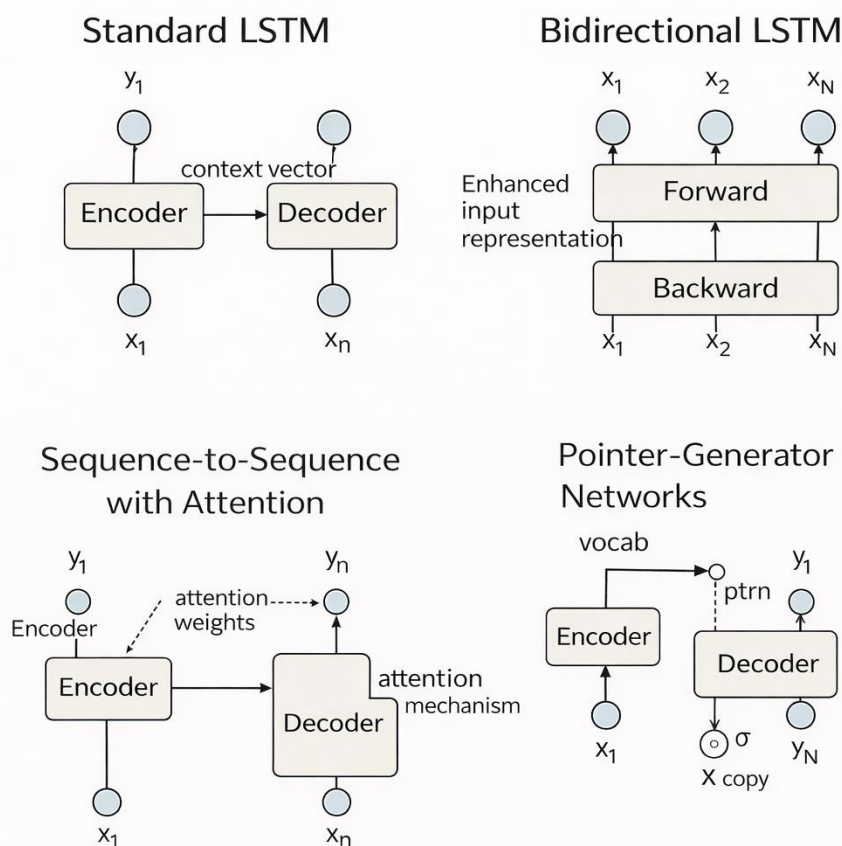 Standard LSTM
y1
context vector
Encoder
Decoder
x1
xn
Bidirectional LSTM
x1
x2
xN
Enhanced
input
representation
Forward
Backward
x1
x2
xN
Sequence-to-Sequence
with Attention
y1
yn
attention
weights
Encoder
Encoder
attention
mechanism
Decoder
x1
xn
Pointer-Generator
Networks
vocab
y1
ptrn
Encoder
Decoder
x1
σ
yN
x copy